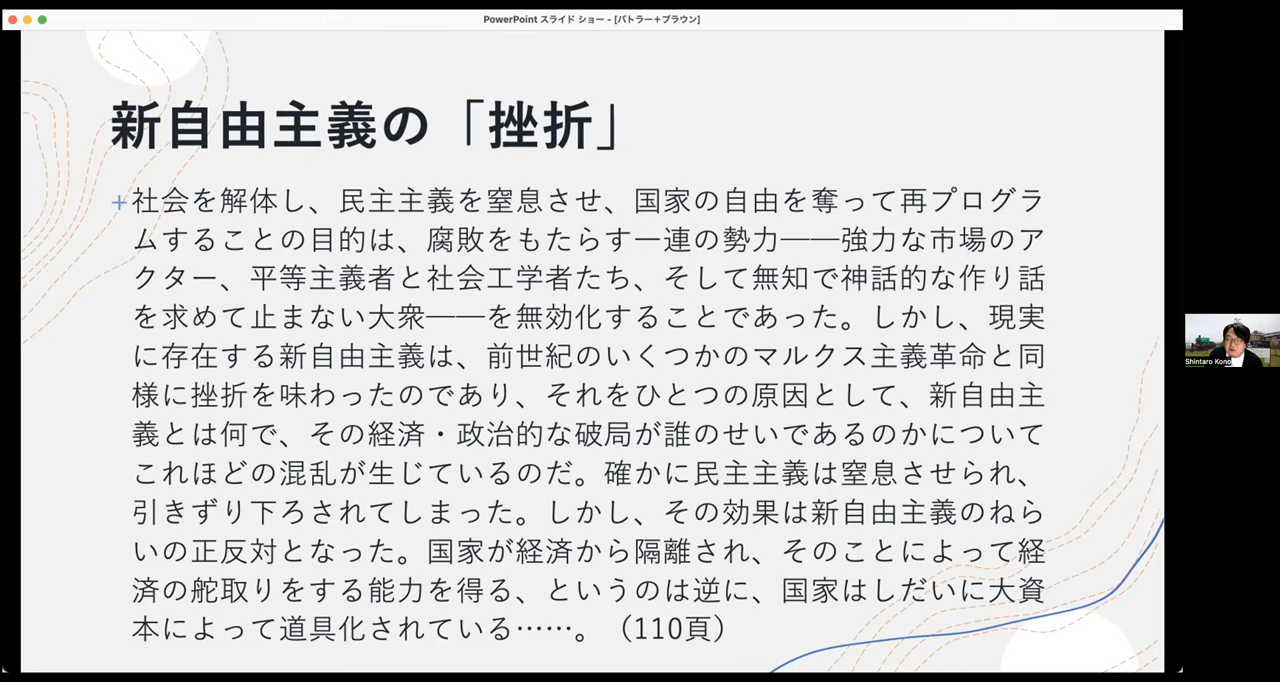 PowerPoint スライド ショー - [バトラー＋ブラウン]
新自由主義の「挫折」
+社会を解体し、民主主義を窒息させ、国家の自由を奪って再プログラ
ムすることの目的は、腐敗をもたらす一連の勢力――強力な市場のア
クター、平等主義者と社会工学者たち、そして無知で神話的な作り話
を求めて止まない大衆――を無効化することであった。しかし、現実
に存在する新自由主義は、前世紀のいくつかのマルクス主義革命と同
様に挫折を味わったのであり、それをひとつの原因として、新自由主
義とは何で、その経済・政治的な破局が誰のせいであるのかについて
これほどの混乱が生じているのだ。確かに民主主義は窒息させられ、
引きずり下ろされてしまった。しかし、その効果は新自由主義のねら
いの正反対となった。国家が経済から隔離され、そのことによって経
済の舵取りをする能力を得る、というのは逆に、国家はしだいに大資
本によって道具化されている……。（110頁）
Shintaro Kono